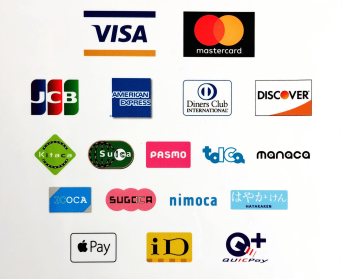 VISA
mastercard
JCB
AMERICAN
EXPRESS
Diners Club
INTERNATIONAL
DISCOVER
Kitaca
Suica
PASMO
TOICa
manaca
ICOCA
SUGOCA
nimoca
はやかけん
HAYAKAKEN
Pay
iD
Q+
QUICPay